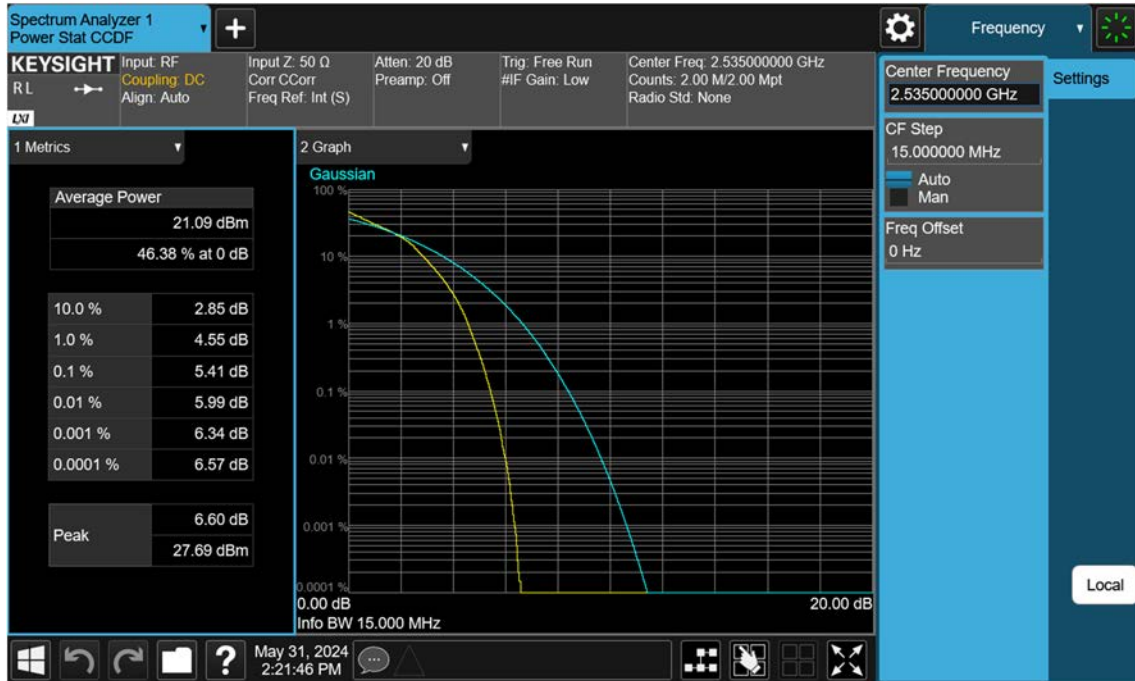 Spectrum Analyzer 1
Power Stat CCDF
+
Frequency
KEYSIGHT
Input: RF
Coupling: DC
Align: Auto
Input Z: 50 Ω
Corr CCorr
Freq Ref: Int (S)
Atten: 20 dB
Preamp: Off
Trig: Free Run
#IF Gain: Low
Center Freq: 2.535000000 GHz
Counts: 2.00 M/2.00 Mpt
Radio Std: None
R L
LXI
Center Frequency
2.535000000 GHz
Settings
CF Step
15.000000 MHz
Auto
Man
Freq Offset
0 Hz
1 Metrics
Average Power
21.09 dBm
46.38 % at 0 dB
10.0 % 2.85 dB
1.0 % 4.55 dB
0.1 % 5.41 dB
0.01 % 5.99 dB
0.001 % 6.34 dB
0.0001 % 6.57 dB
Peak
6.60 dB
27.69 dBm
2 Graph
Gaussian
100 %
10 %
1 %
0.1 %
0.01 %
0.001 %
0.0001 %
0.00 dB 20.00 dB
Info BW 15.000 MHz
Local
?
May 31, 2024
2:21:46 PM